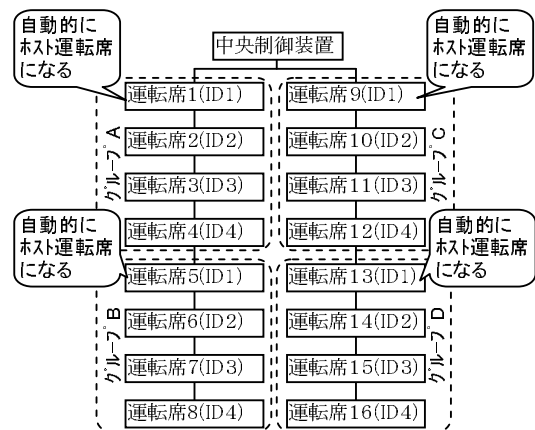 自動的に
ホスト運転席
になる
中央制御装置
自動的に
ホスト運転席
になる
グループA
運転席1(ID1)
運転席2(ID2)
運転席3(ID3)
運転席4(ID4)
運転席9(ID1)
運転席10(ID2)
運転席11(ID3)
運転席12(ID4)
グループC
自動的に
ホスト運転席
になる
自動的に
ホスト運転席
になる
グループB
運転席5(ID1)
運転席6(ID2)
運転席7(ID3)
運転席8(ID4)
運転席13(ID1)
運転席14(ID2)
運転席15(ID3)
運転席16(ID4)
グループD